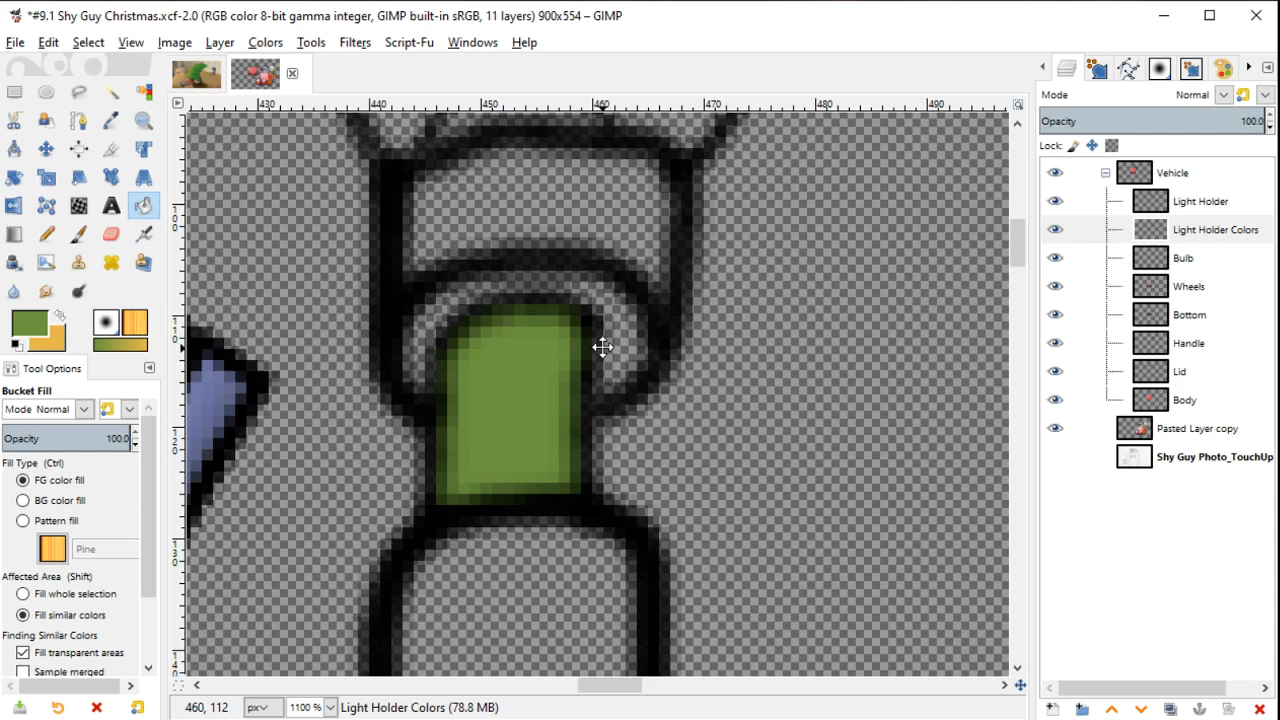 *#9.1 Shy Guy Christmas.xcf-2.0 (RGB color 8-bit gamma integer, GIMP built-in sRGB, 11 layers) 900x554 – GIMP
File Edit Select View Image Layer Colors Tools Filters Script-Fu Windows Help
430 440 450 460 470 480 490
Mode Normal
Opacity 100.0
Lock:
Vehicle
Light Holder
Light Holder Colors
Bulb
Wheels
Bottom
Handle
Lid
Body
Pasted Layer copy
Shy Guy Photo_TouchUp
Tool Options
Bucket Fill
Mode Normal
Opacity 100.0
Fill Type (Ctrl)
FG color fill
BG color fill
Pattern fill
Pine
Affected Area (Shift)
Fill whole selection
Fill similar colors
Finding Similar Colors
Fill transparent areas
Sample merged
460, 112 px 1100 % Light Holder Colors (78.8 MB)